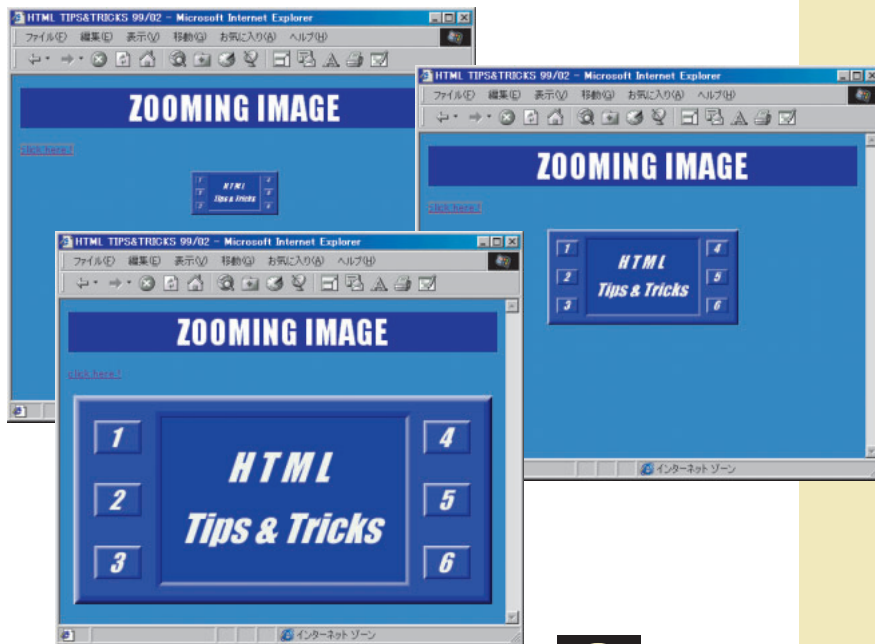 HTML TIPS&TRICKS 99/02 - Microsoft Internet Explorer
ファイル(F) 編集(E) 表示(V) 移動(G) お気に入り(A) ヘルプ(H)
ZOOMING IMAGE
click here!
1 HTML 4
2 Tips & Tricks 5
3 6
HTML TIPS&TRICKS 99/02 - Microsoft Internet Explorer
ファイル(F) 編集(E) 表示(V) 移動(G) お気に入り(A) ヘルプ(H)
ZOOMING IMAGE
click here!
1 4
HTML
2 5
Tips & Tricks
3 6
インターネット ゾーン
HTML TIPS&TRICKS 99/02 - Microsoft Internet Explorer
ファイル(F) 編集(E) 表示(V) 移動(G) お気に入り(A) ヘルプ(H)
ZOOMING IMAGE
click here!
1 4
HTML
2 5
Tips & Tricks
3 6
インターネット ゾーン